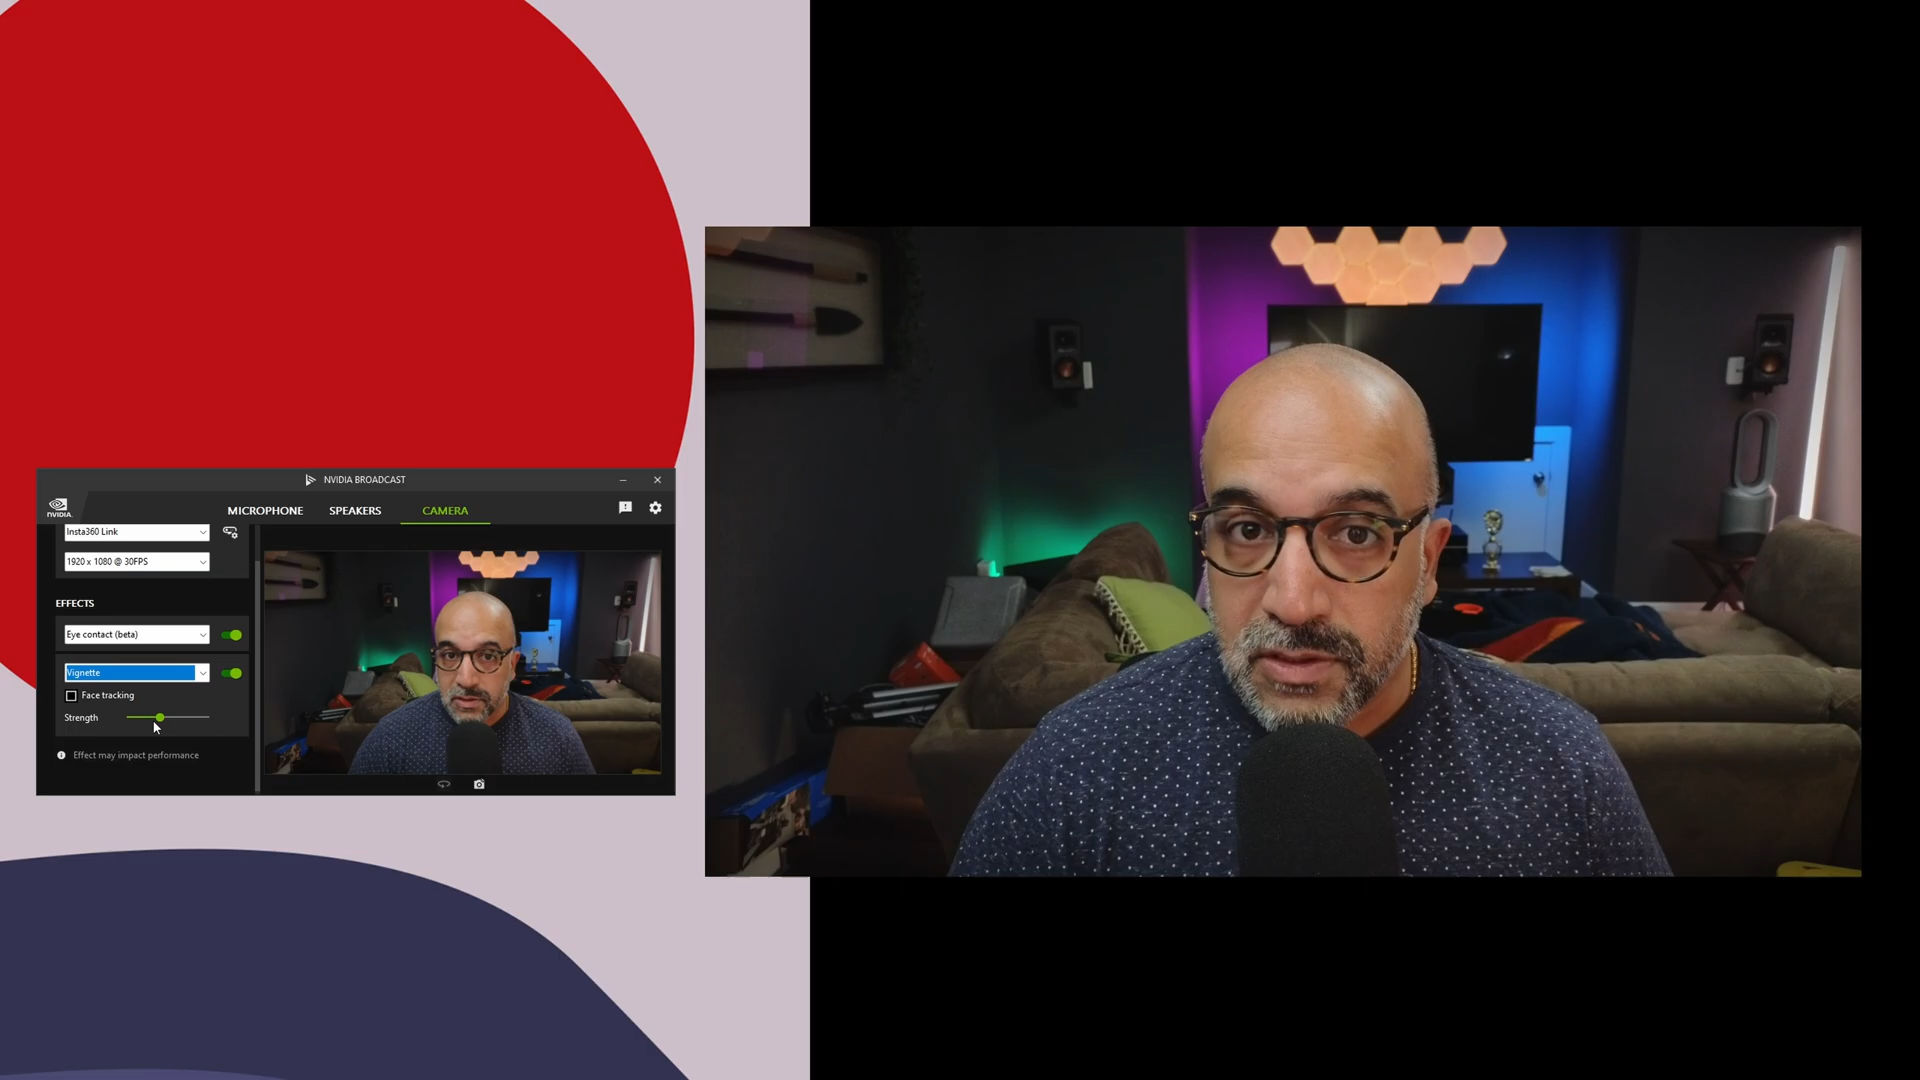 NVIDIA BROADCAST
NVIDIA.
MICROPHONE
SPEAKERS
CAMERA
Insta360 Link
1920 x 1080 @ 30FPS
EFFECTS
Eye contact (beta)
Vignette
Face tracking
Strength
Effect may impact performance